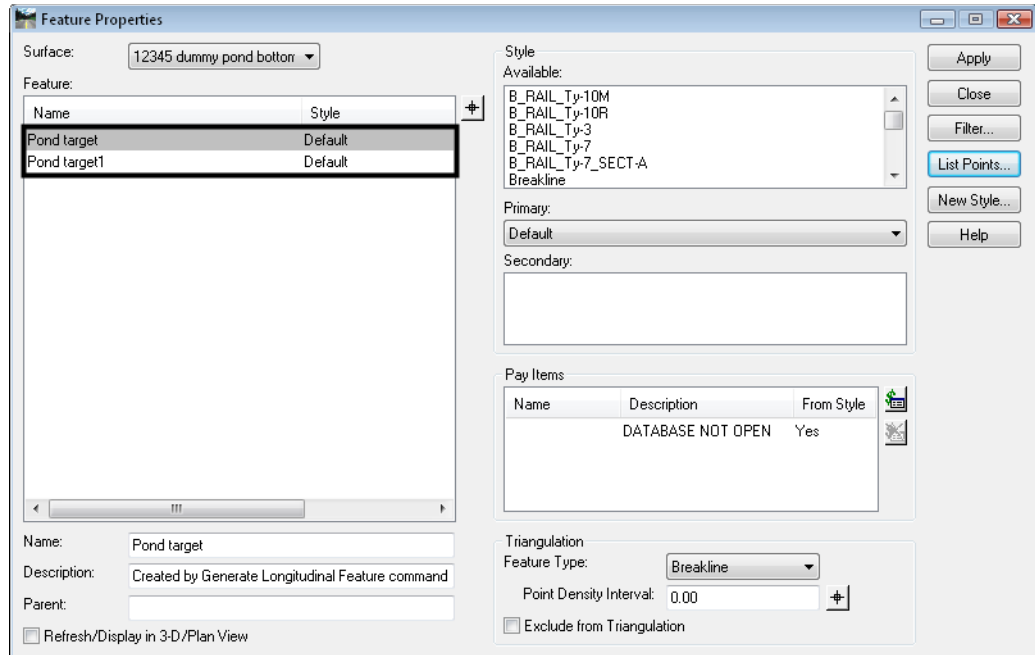 Feature Properties
Surface:
12345 dummy pond bottom
Feature:
Name Style
Pond target Default
Pond target1 Default
Name:
Pond target
Description:
Created by Generate Longitudinal Feature command
Parent:
Refresh/Display in 3-D/Plan View
Style
Available:
B_RAIL_Ty-10M
B_RAIL_Ty-10R
B_RAIL_Ty-3
B_RAIL_Ty-7
B_RAIL_Ty-7_SECT-A
Breakline
Primary:
Default
Secondary:
Pay Items
Name Description From Style
DATABASE NOT OPEN Yes
Triangulation
Feature Type:
Breakline
Point Density Interval:
0.00
Exclude from Triangulation
Apply
Close
Filter...
List Points...
New Style...
Help